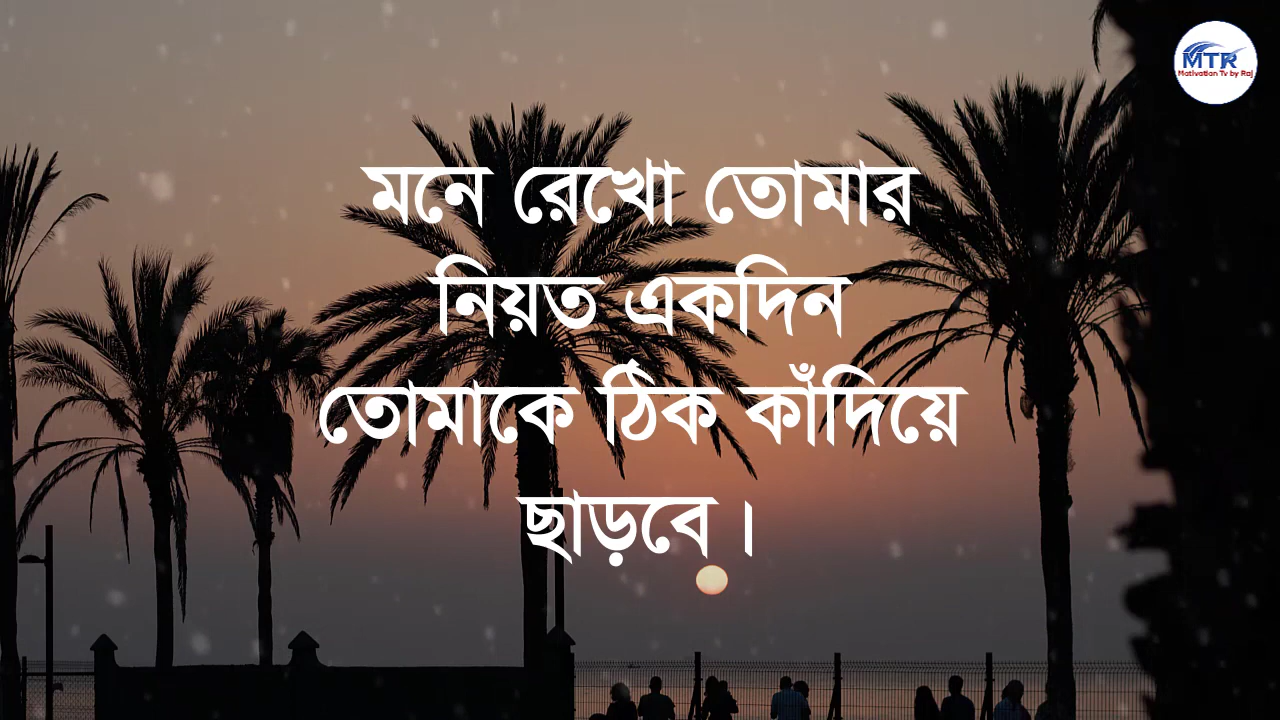 MTR
Motivation Tv by Raj
মনে রেখো তোমার
নিয়ত একদিন
তোমাকে ঠিক কাঁদিয়ে
ছাড়বে।